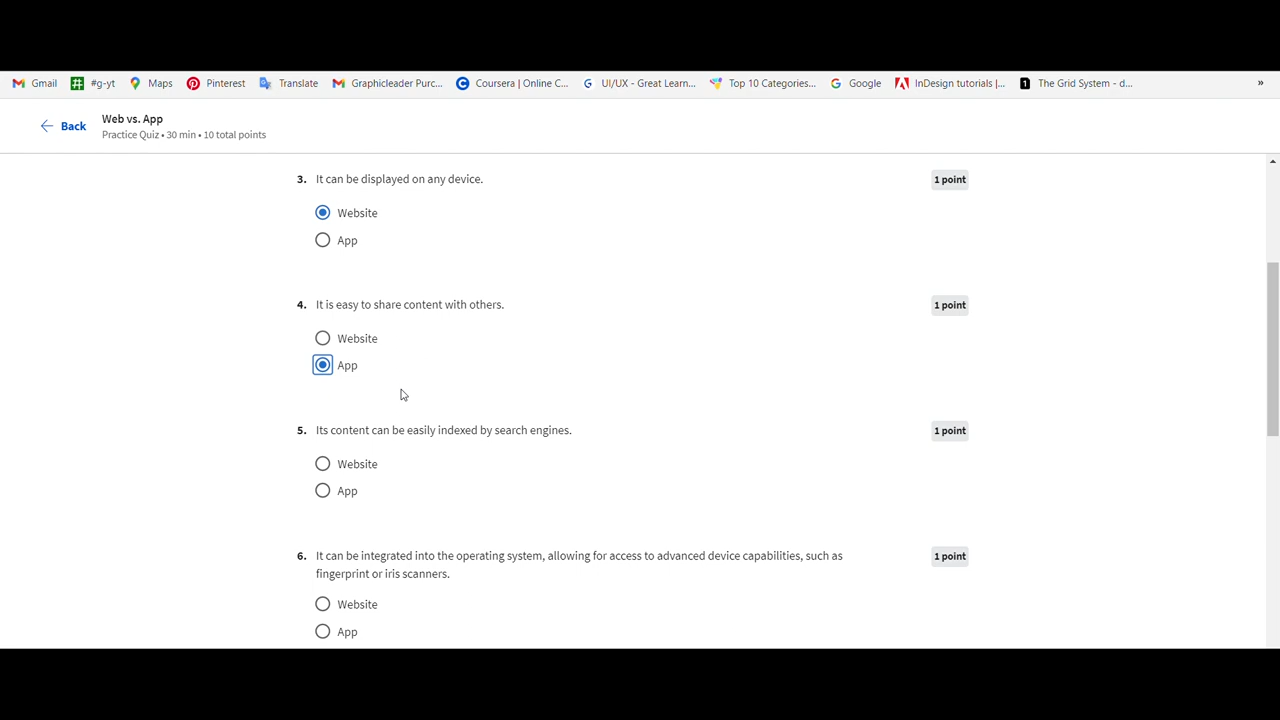 Gmail #g-yt Maps Pinterest Translate Graphicleader Purc... Coursera | Online C... UI/UX - Great Learn... Top 10 Categories... Google InDesign tutorials |... The Grid System - d... »
Back
Web vs. App
Practice Quiz • 30 min • 10 total points
3. It can be displayed on any device. 1 point
Website
App
4. It is easy to share content with others. 1 point
Website
App
5. Its content can be easily indexed by search engines. 1 point
Website
App
6. It can be integrated into the operating system, allowing for access to advanced device capabilities, such as 1 point
fingerprint or iris scanners.
Website
App